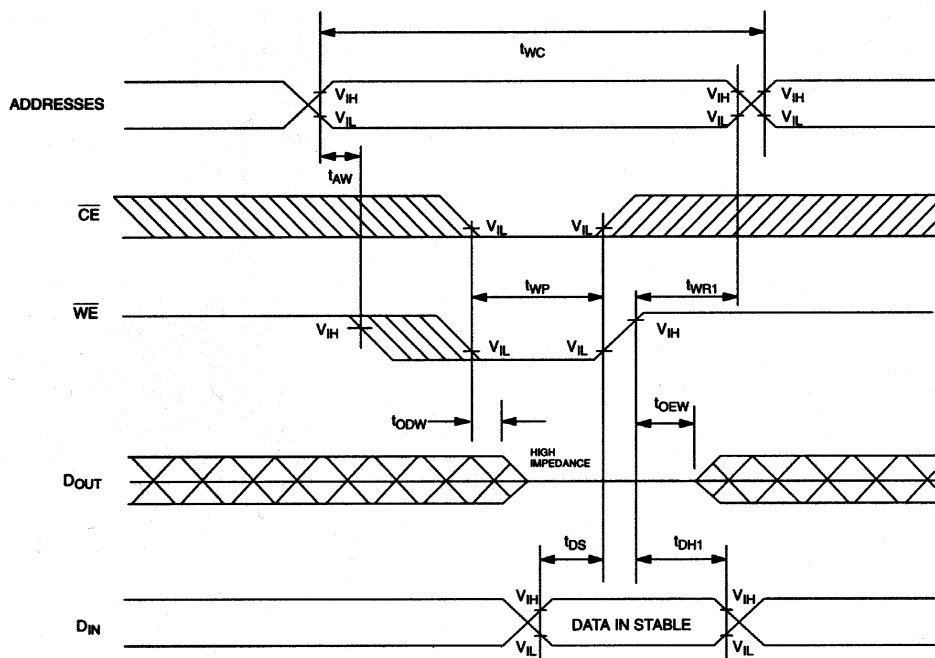 tWC
ADDRESSES
VIH
VIL
VIH
VIL
VIH
VIL
tAW
CE
VIL
VIL
tWP
tWR1
WE
VIH
VIL
VIL
VIH
tODW
tOEW
DOUT
HIGH
IMPEDANCE
tDS
tDH1
DIN
VIH
VIL
DATA IN STABLE
VIH
VIL